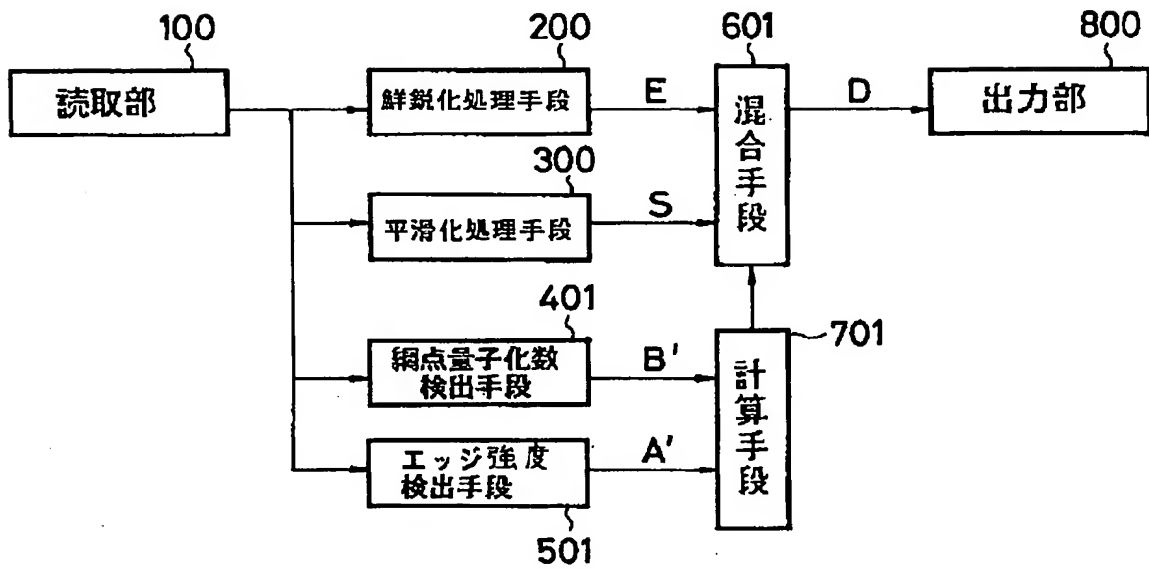 100
200
601
800
読取部
鮮鋭化処理手段
E
混合手段
D
出力部
300
平滑化処理手段
S
401
網点量子化数
検出手段
B'
701
計算手段
エッジ強度
検出手段
A'
501